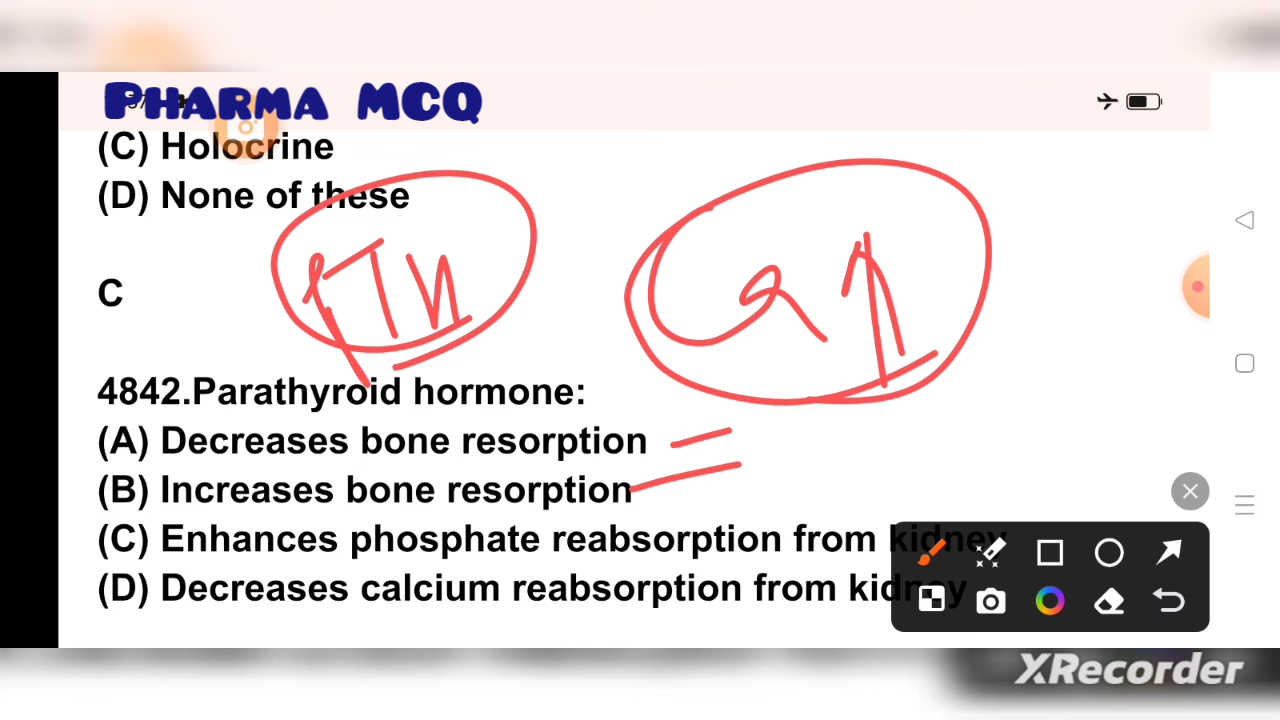 PHARMA MCQ
(C) Holocrine
(D) None of these
C
PTH
Ca ↑
4842.Parathyroid hormone:
(A) Decreases bone resorption
(B) Increases bone resorption
(C) Enhances phosphate reabsorption from kidney
(D) Decreases calcium reabsorption from kidney
XRecorder